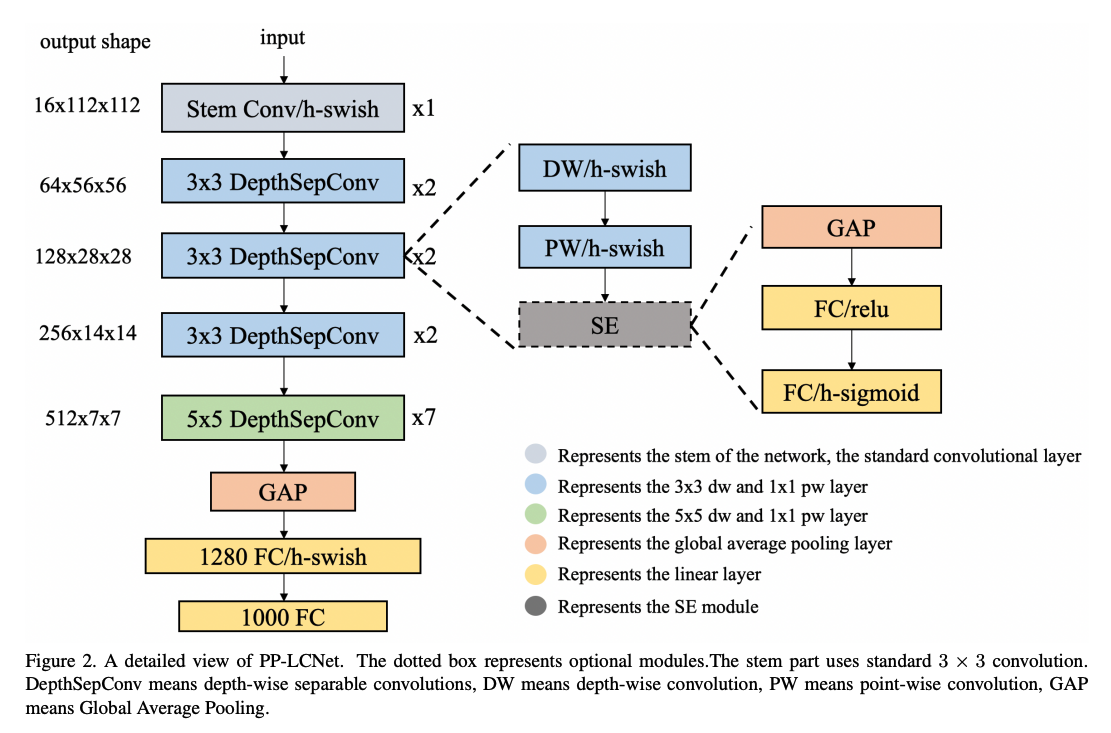 output shape
input
16x112x112
Stem Conv/h-swish
x1
64x56x56
3x3 DepthSepConv
x2
128x28x28
3x3 DepthSepConv
x2
256x14x14
3x3 DepthSepConv
x2
512x7x7
5x5 DepthSepConv
x7
GAP
1280 FC/h-swish
1000 FC
DW/h-swish
PW/h-swish
SE
GAP
FC/relu
FC/h-sigmoid
Represents the stem of the network, the standard convolutional layer
Represents the 3x3 dw and 1x1 pw layer
Represents the 5x5 dw and 1x1 pw layer
Represents the global average pooling layer
Represents the linear layer
Represents the SE module
Figure 2. A detailed view of PP-LCNet. The dotted box represents optional modules.The stem part uses standard 3 × 3 convolution.
DepthSepConv means depth-wise separable convolutions, DW means depth-wise convolution, PW means point-wise convolution, GAP
means Global Average Pooling.